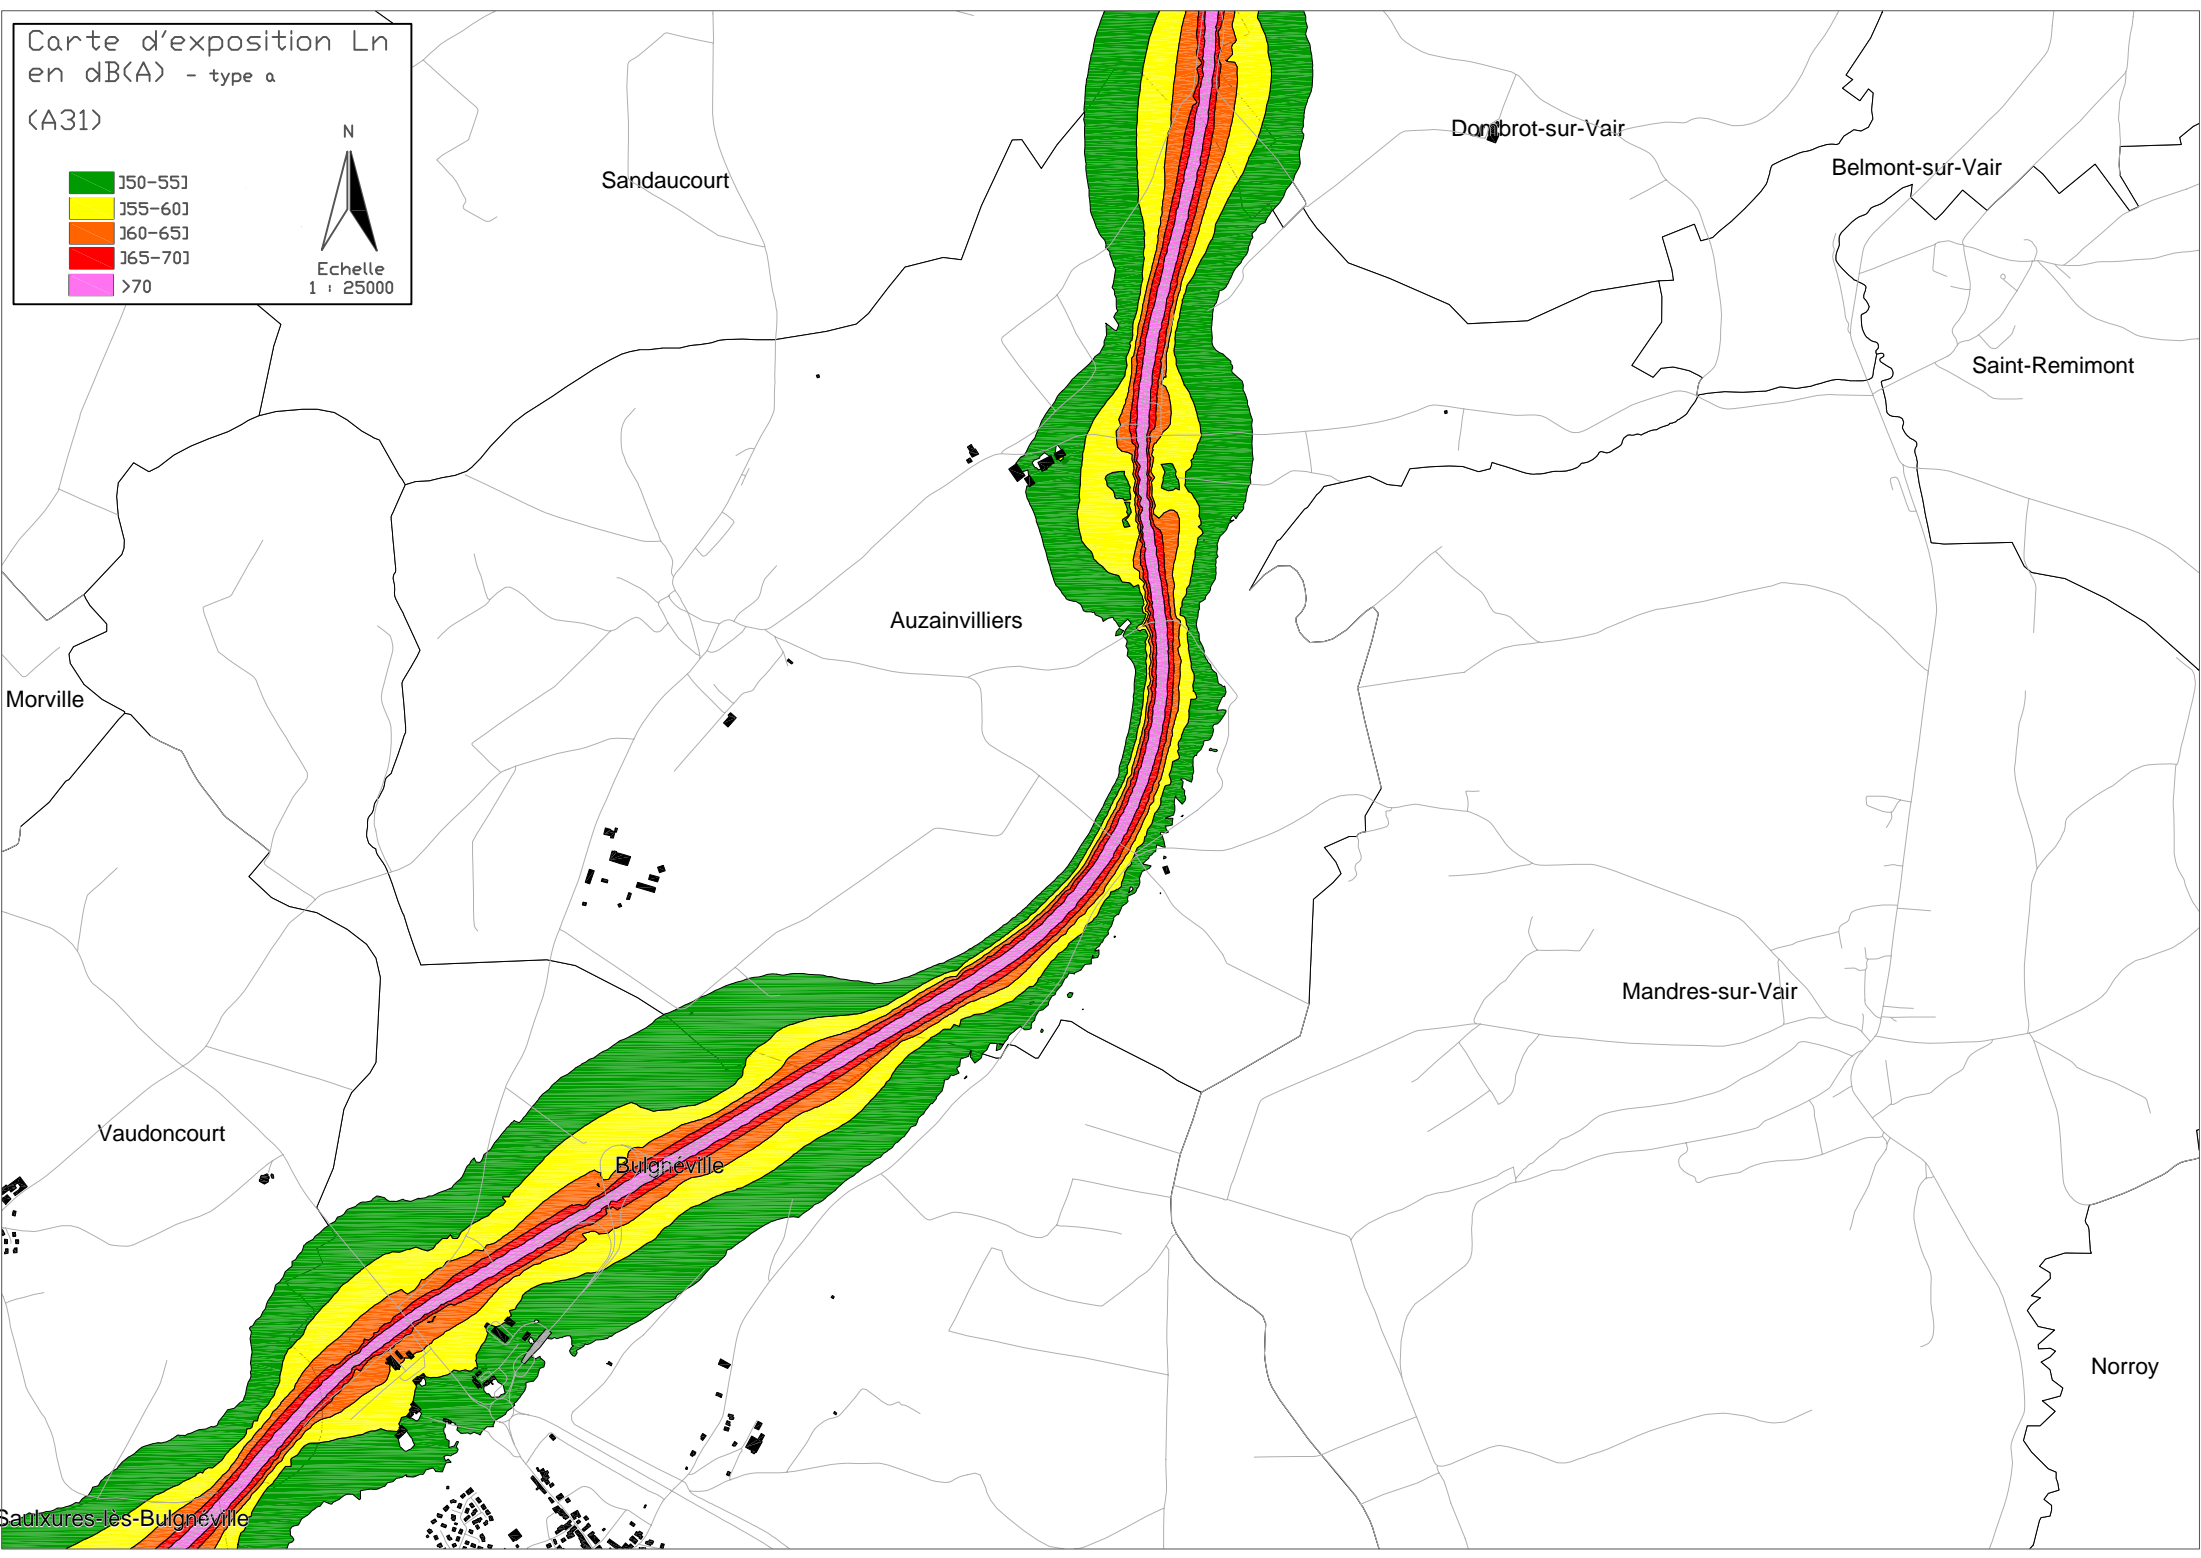 Carte d'exposition Ln
en dB(A) - type a
(A31)
N
]50-55]
]55-60]
]60-65]
]65-70]
>70
Echelle
1 : 25000
Dombrot-sur-Vair
Belmont-sur-Vair
Sandaucourt
Saint-Remimont
Auzainvilliers
Morville
Mandres-sur-Vair
Vaudoncourt
Bulgnéville
Norroy
Saulxures-lès-Bulgnéville